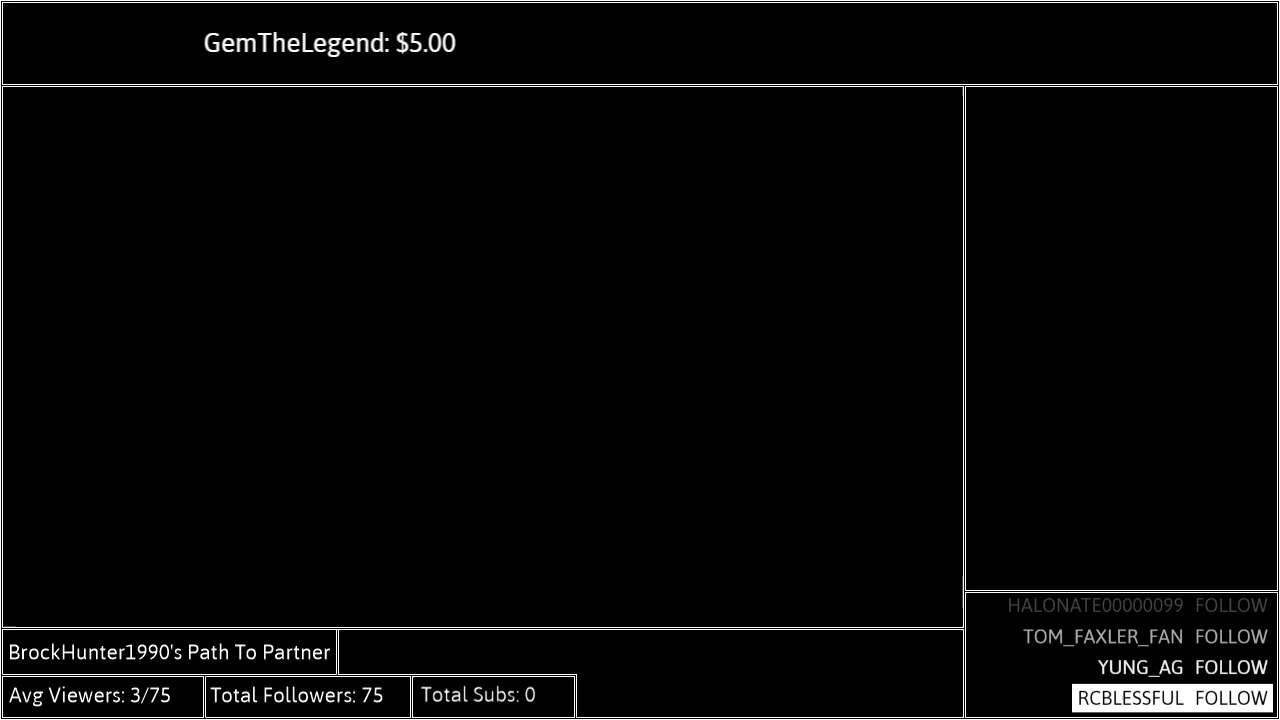 GemTheLegend: $5.00
HALONATE00000099 FOLLOW
TOM_FAXLER_FAN FOLLOW
YUNG_AG FOLLOW
RCBLESSFUL FOLLOW
BrockHunter1990's Path To Partner
Avg Viewers: 3/75
Total Followers: 75
Total Subs: 0